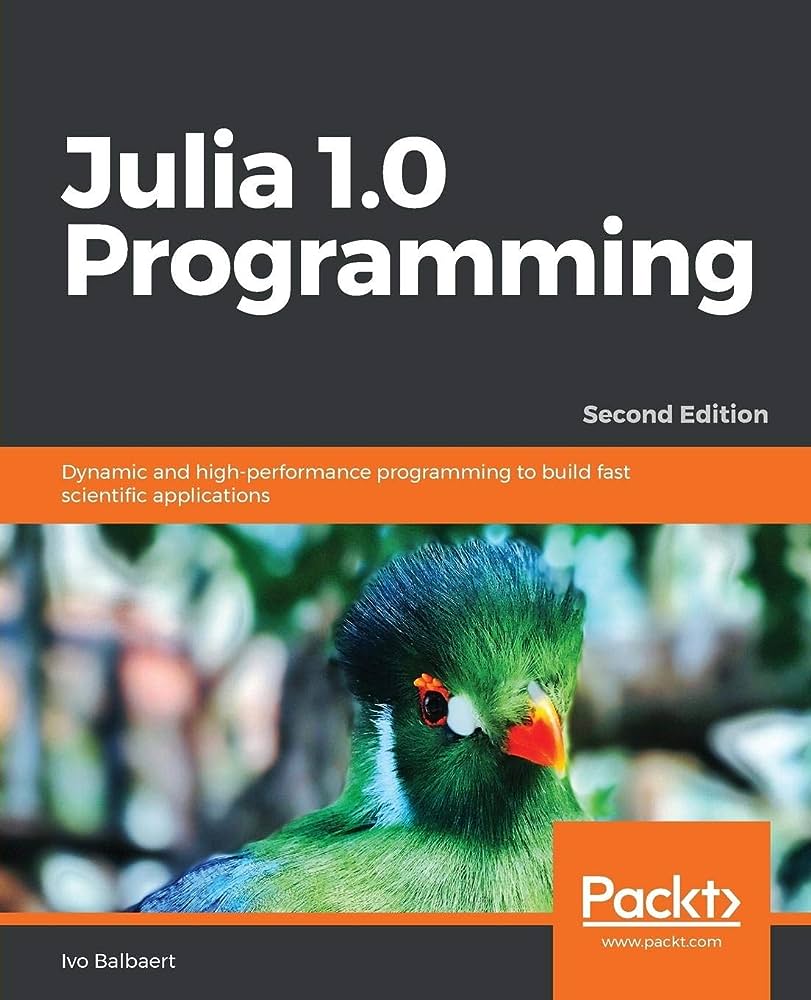 Julia 1.0
Programming
Second Edition
Dynamic and high-performance programming to build fast
scientific applications
Packt>
www.packt.com
Ivo Balbaert